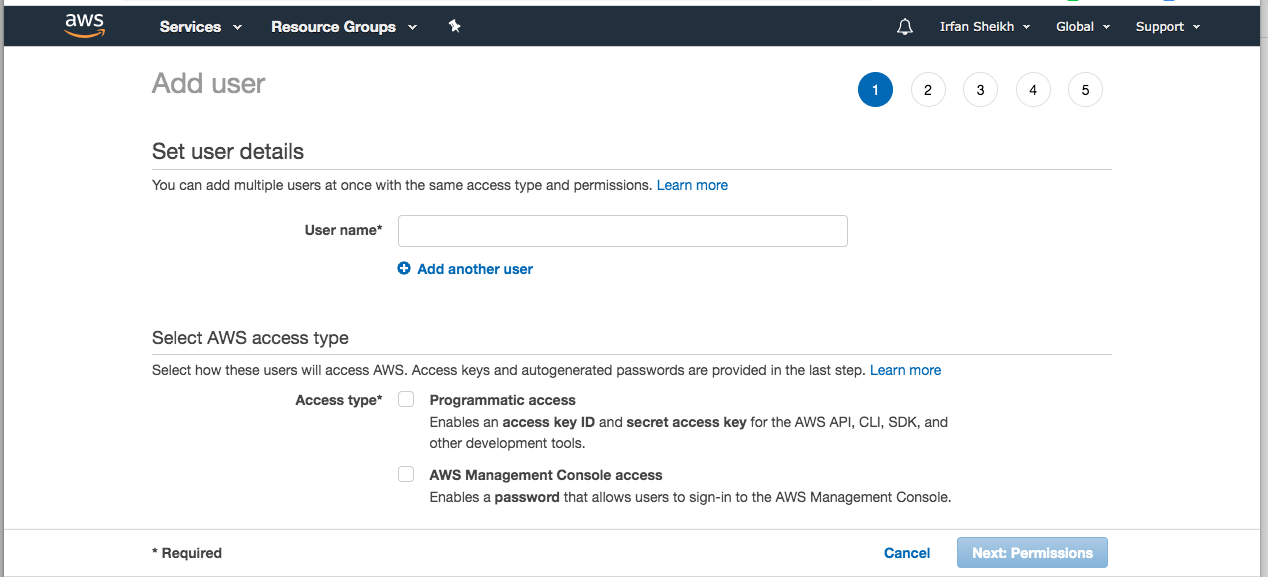 aws Services Resource Groups Irfan Sheikh Global Support
Add user
1 2 3 4 5
Set user details
You can add multiple users at once with the same access type and permissions. Learn more
User name*
Add another user
Select AWS access type
Select how these users will access AWS. Access keys and autogenerated passwords are provided in the last step. Learn more
Access type* Programmatic access
Enables an access key ID and secret access key for the AWS API, CLI, SDK, and
other development tools.
AWS Management Console access
Enables a password that allows users to sign-in to the AWS Management Console.
* Required Cancel Next: Permissions